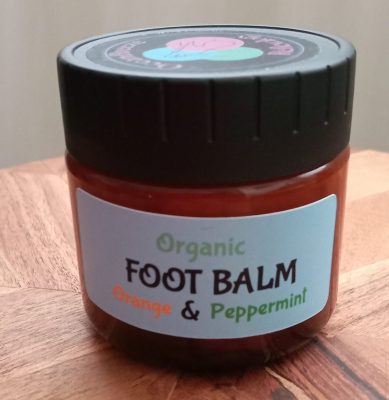 Organic
FOOT BALM
Orange & Peppermint